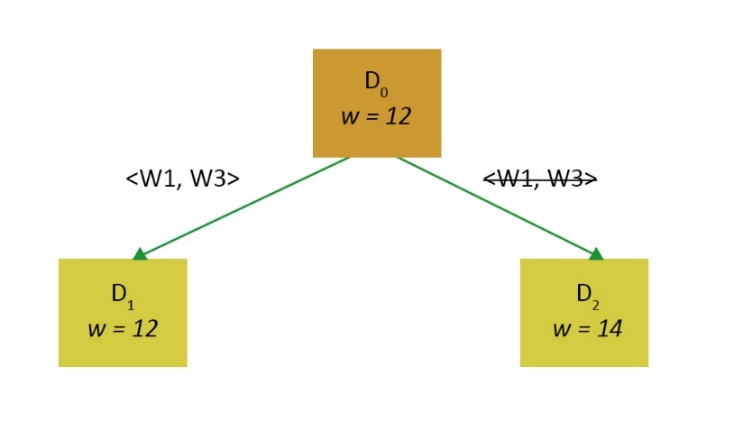 D₀
w = 12
<W1, W3>
<W1, W3>
D₁
w = 12
D₂
w = 14